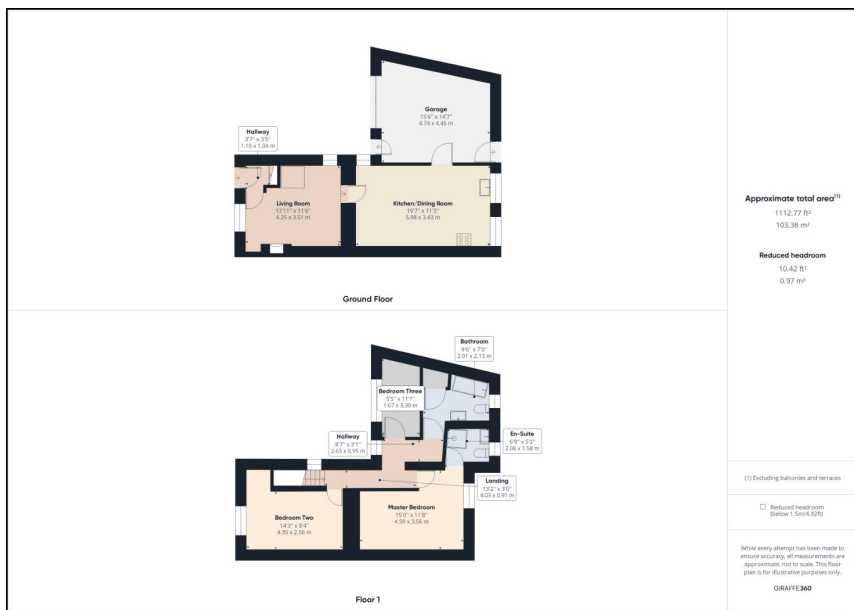 Garage
15'6" x 14'7"
4.74 x 4.45 m
Hallway
3'7" x 3'5"
1.10 x 1.04 m
Living Room
13'11" x 11'6"
4.25 x 3.51 m
Kitchen/Dining Room
19'7" x 11'3"
5.98 x 3.43 m
Ground Floor
Bathroom
9'6" x 7'0"
2.91 x 2.13 m
Bedroom Three
5'5" x 11'1"
1.67 x 3.39 m
Hallway
8'7" x 3'1"
2.63 x 0.95 m
En-Suite
6'9" x 5'2"
2.06 x 1.58 m
Landing
13'2" x 3'0"
4.03 x 0.91 m
Master Bedroom
15'0" x 11'8"
4.59 x 3.56 m
Bedroom Two
14'3" x 8'4"
4.35 x 2.56 m
Floor 1
Approximate total area(1)
1112.77 ft²
103.38 m²
Reduced headroom
10.42 ft²
0.97 m²
(1) Excluding balconies and terraces
Reduced headroom
(below 1.5m/4.92ft)
While every attempt has been made to
ensure accuracy, all measurements are
approximate, not to scale. This floor
plan is for illustrative purposes only.
GIRAFFE360